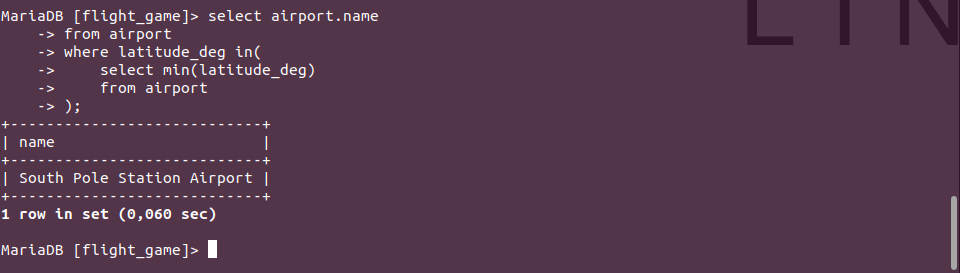 MariaDB [flight_game]> select airport.name
    -> from airport
    -> where latitude_deg in(
    ->     select min(latitude_deg)
    ->     from airport
    -> );
+----------------------------+
| name                       |
+----------------------------+
| South Pole Station Airport |
+----------------------------+
1 row in set (0,060 sec)

MariaDB [flight_game]>